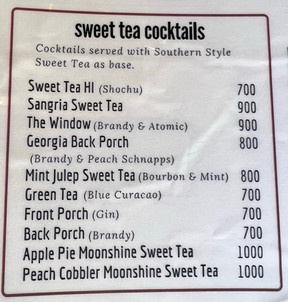 sweet tea cocktails
Cocktails served with Southern Style
Sweet Tea as base.
Sweet Tea HI (Shochu) 700
Sangria Sweet Tea 900
The Window (Brandy & Atomic) 900
Georgia Back Porch 800
(Brandy & Peach Schnapps)
Mint Julep Sweet Tea (Bourbon & Mint) 800
Green Tea (Blue Curacao) 700
Front Porch (Gin) 700
Back Porch (Brandy) 700
Apple Pie Moonshine Sweet Tea 1000
Peach Cobbler Moonshine Sweet Tea 1000